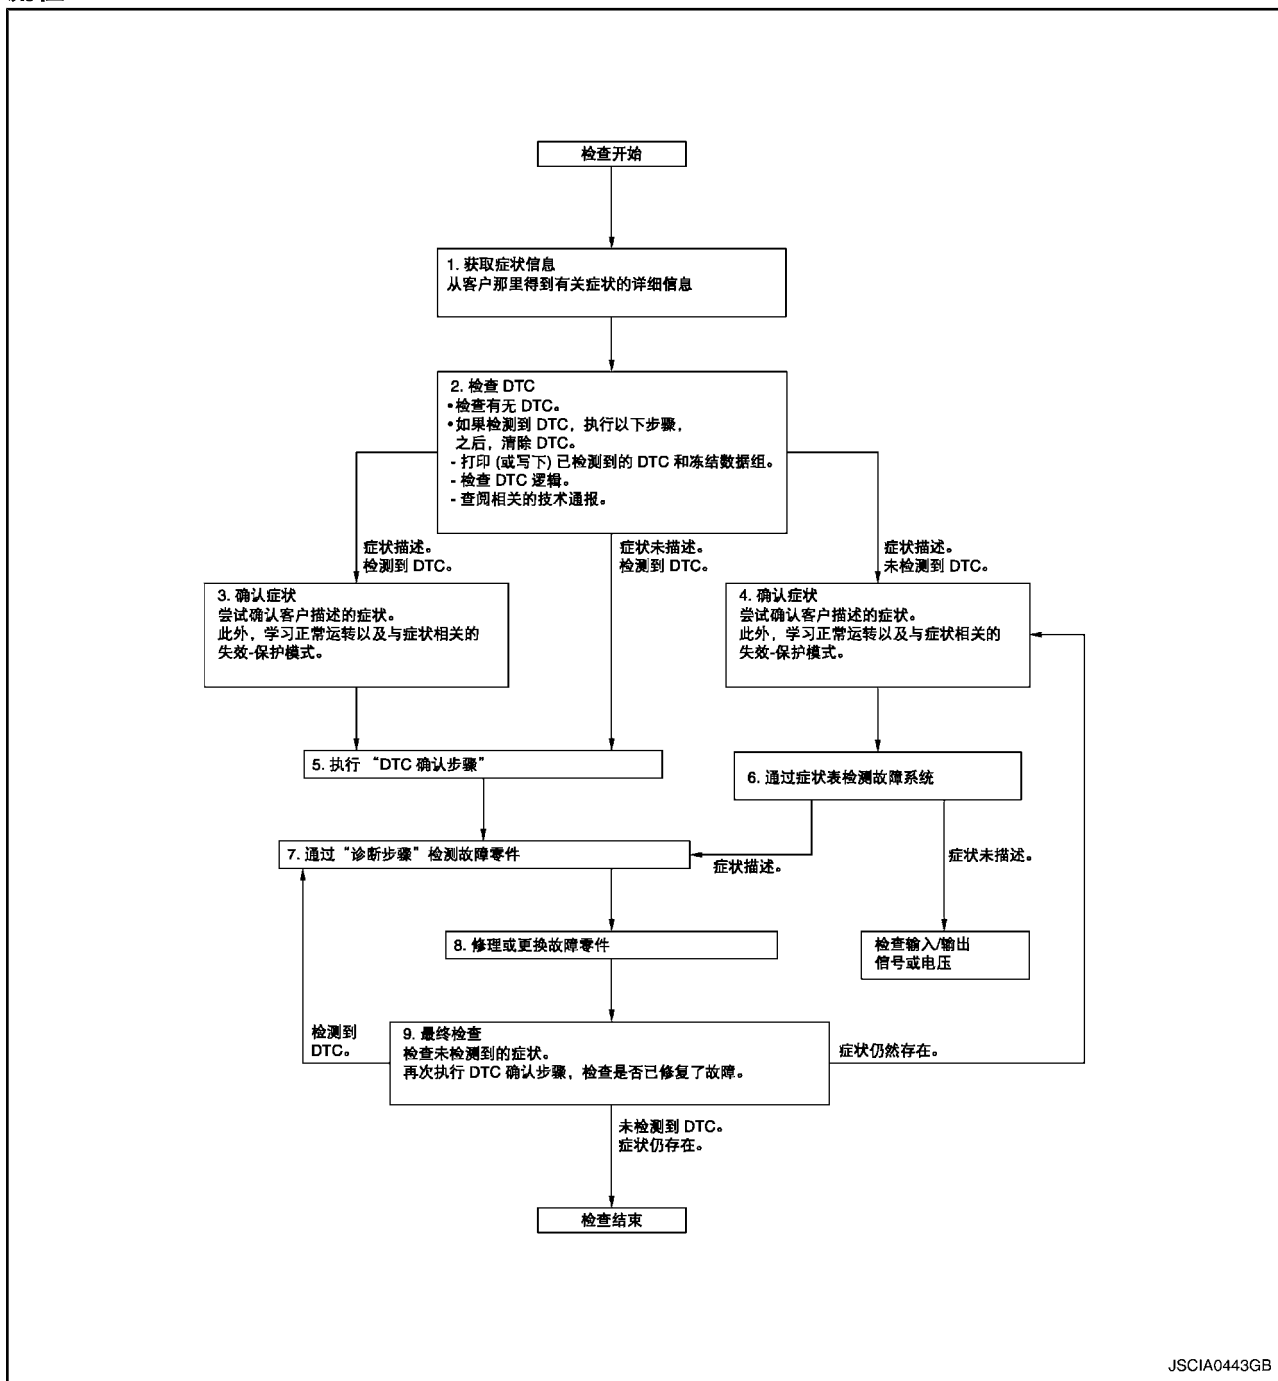 检查开始
1. 获取症状信息
从客户那里得到有关症状的详细信息
2. 检查 DTC
•检查有无 DTC。
•如果检测到 DTC，执行以下步骤，
之后，清除 DTC。
- 打印 (或写下) 已检测到的 DTC 和冻结数据组。
- 检查 DTC 逻辑。
- 查阅相关的技术通报。
症状描述。
检测到 DTC。
症状未描述。
检测到 DTC。
症状描述。
未检测到 DTC。
3. 确认症状
尝试确认客户描述的症状。
此外，学习正常运转以及与症状相关的
失效-保护模式。
4. 确认症状
尝试确认客户描述的症状。
此外，学习正常运转以及与症状相关的
失效-保护模式。
5. 执行 “DTC 确认步骤”
6. 通过症状表检测故障系统
7. 通过“诊断步骤”检测故障零件
症状描述。
症状未描述。
8. 修理或更换故障零件
检查输入/输出
信号或电压
检测到
DTC。
9. 最终检查
检查未检测到的症状。
再次执行 DTC 确认步骤，检查是否已修复了故障。
症状仍然存在。
未检测到 DTC。
症状仍存在。
检查结束
JSCIA0443GB